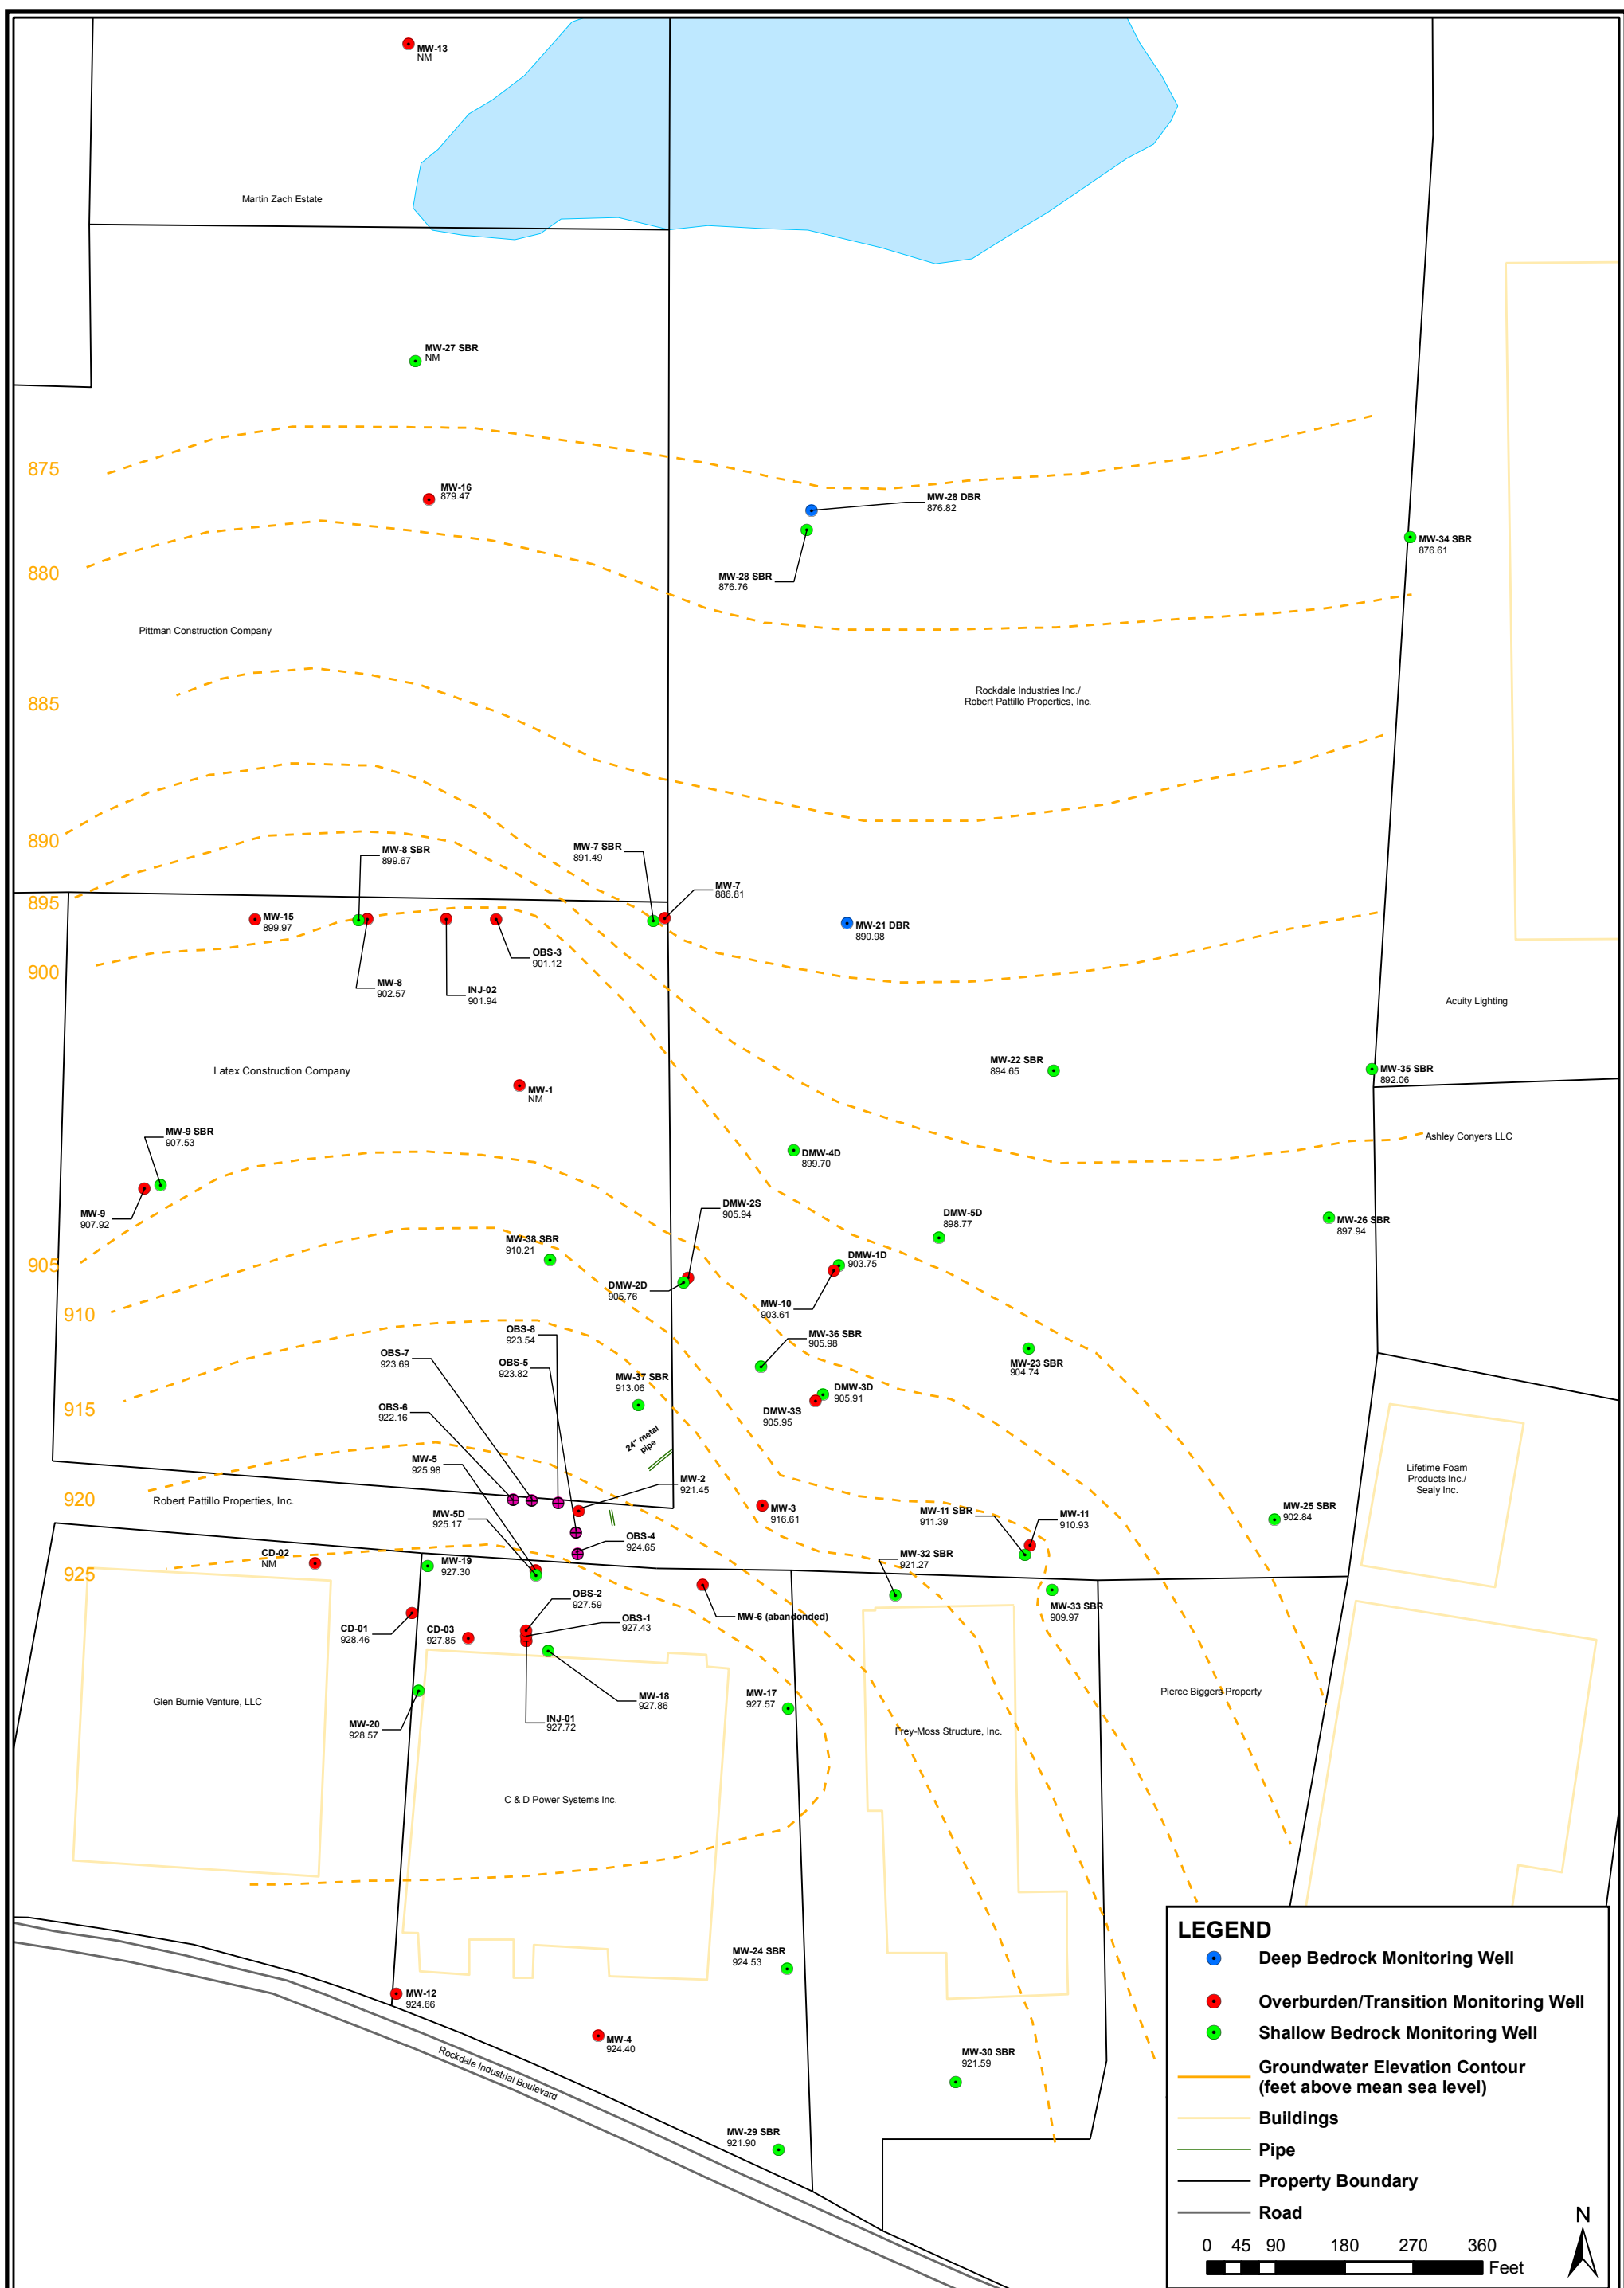 MW-13
NM
Martin Zach Estate
MW-27 SBR
NM
875
MW-16
879.47
MW-28 DBR
876.82
MW-34 SBR
876.61
880
MW-28 SBR
876.76
Pittman Construction Company
885
Rockdale Industries Inc./
Robert Pattillo Properties, Inc.
890
MW-8 SBR
899.67
MW-7 SBR
891.49
MW-7
886.81
895
MW-15
899.97
MW-21 DBR
890.98
OBS-3
901.12
900
MW-8
902.57
INJ-02
901.94
Acuity Lighting
Latex Construction Company
MW-1
NM
MW-22 SBR
894.65
MW-35 SBR
892.06
MW-9 SBR
907.53
Ashley Conyers LLC
DMW-4D
899.70
MW-9
907.92
DMW-2S
905.94
DMW-5D
898.77
MW-26 SBR
897.94
905
MW-38 SBR
910.21
DMW-1D
903.75
DMW-2D
905.76
910
MW-10
903.61
OBS-8
923.54
MW-36 SBR
905.98
OBS-7
923.69
OBS-5
923.82
MW-23 SBR
904.74
MW-37 SBR
913.06
DMW-3D
905.91
915
OBS-6
922.16
DMW-3S
905.95
24" metal
pipe
MW-5
925.98
Lifetime Foam
Products Inc./
Sealy Inc.
920
Robert Pattillo Properties, Inc.
MW-2
921.45
MW-3
916.61
MW-11 SBR
911.39
MW-11
910.93
MW-25 SBR
902.84
MW-5D
925.17
OBS-4
924.65
925
CD-02
NM
MW-19
927.30
MW-32 SBR
921.27
OBS-2
927.59
MW-6 (abandonded)
MW-33 SBR
909.97
CD-01
928.46
CD-03
927.85
OBS-1
927.43
Glen Burnie Venture, LLC
MW-18
927.86
MW-17
927.57
Pierce Biggers Property
MW-20
928.57
INJ-01
927.72
Frey-Moss Structure, Inc.
C & D Power Systems Inc.
MW-24 SBR
924.53
MW-12
924.66
MW-4
924.40
Rockdale Industrial Boulevard
MW-30 SBR
921.59
MW-29 SBR
921.90
LEGEND
Deep Bedrock Monitoring Well
Overburden/Transition Monitoring Well
Shallow Bedrock Monitoring Well
Groundwater Elevation Contour
(feet above mean sea level)
Buildings
Pipe
Property Boundary
Road
N
0 45 90 180 270 360
Feet